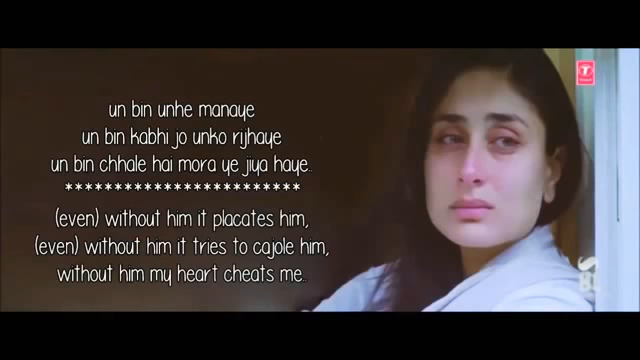 un bin unhe manaye
un bin kabhi jo unko rijhaye
un bin chhale hai mora ye jiya haye..
************************
(even) without him it placates him,
(even) without him it tries to cajole him,
without him my heart cheats me..
T